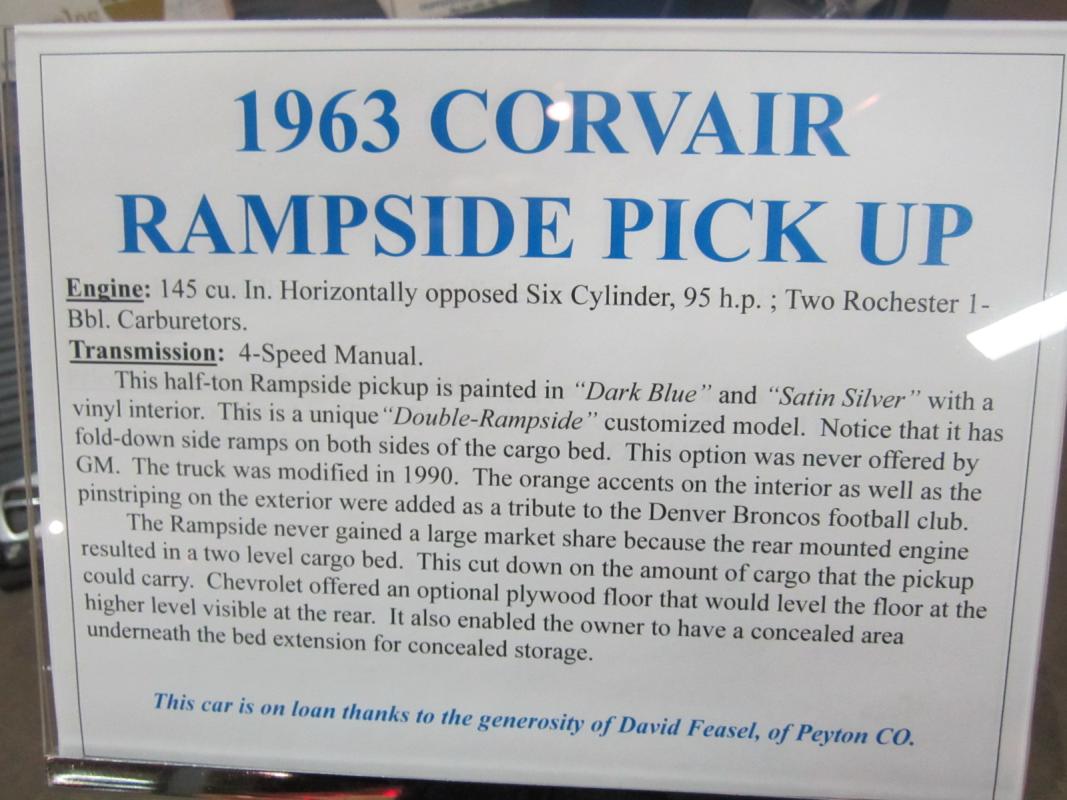 1963 CORVAIR
RAMPSIDE PICK UP
Engine: 145 cu. In. Horizontally opposed Six Cylinder, 95 h.p. ; Two Rochester 1-
Bbl. Carburetors.
Transmission: 4-Speed Manual.
This half-ton Rampside pickup is painted in “Dark Blue” and “Satin Silver” with a
vinyl interior. This is a unique “Double-Rampside” customized model. Notice that it has
fold-down side ramps on both sides of the cargo bed. This option was never offered by
GM. The truck was modified in 1990. The orange accents on the interior as well as the
pinstriping on the exterior were added as a tribute to the Denver Broncos football club.
The Rampside never gained a large market share because the rear mounted engine
resulted in a two level cargo bed. This cut down on the amount of cargo that the pickup
could carry. Chevrolet offered an optional plywood floor that would level the floor at the
higher level visible at the rear. It also enabled the owner to have a concealed area
underneath the bed extension for concealed storage.
This car is on loan thanks to the generosity of David Feasel, of Peyton CO.